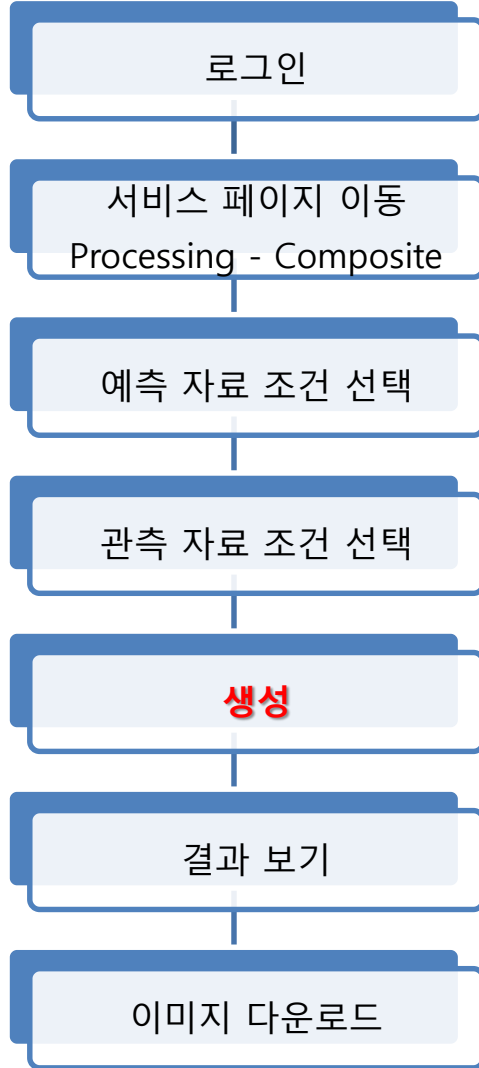 로그인
서비스 페이지 이동
Processing - Composite
예측 자료 조건 선택
관측 자료 조건 선택
생성
결과 보기
이미지 다운로드